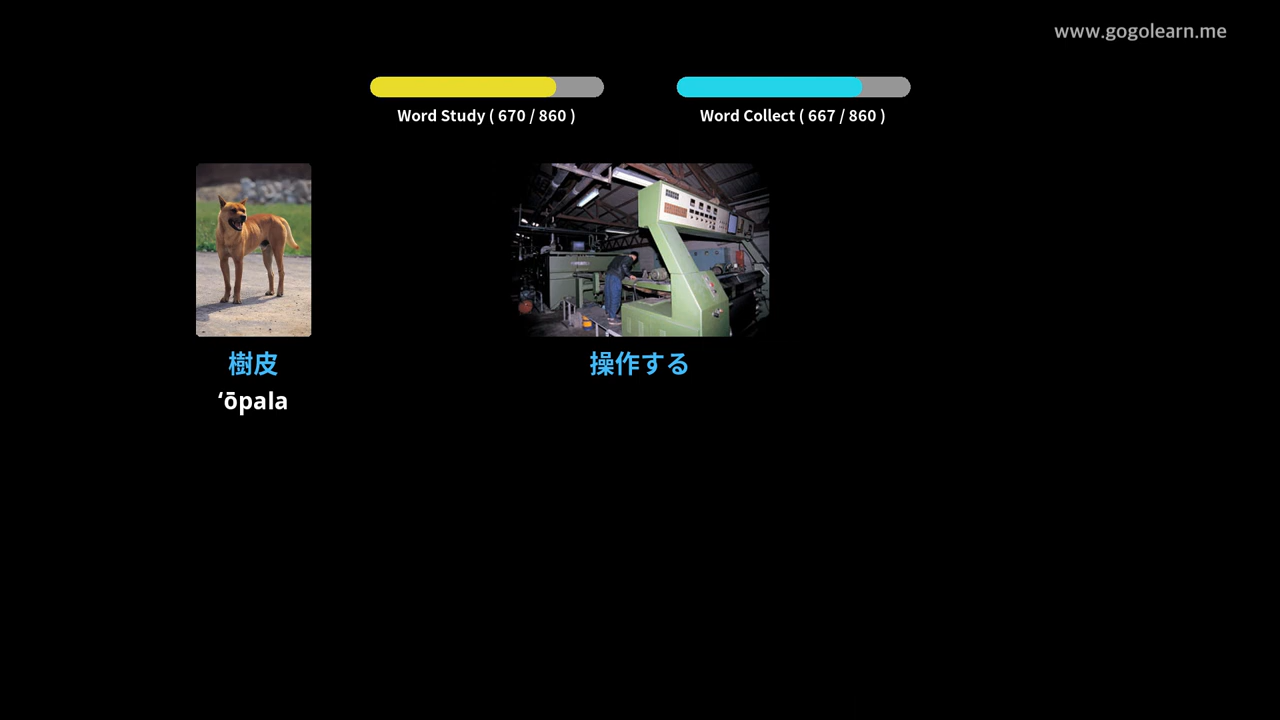 www.gogolearn.me
Word Study ( 670 / 860 )
Word Collect ( 667 / 860 )
樹皮
操作する
ʻōpala